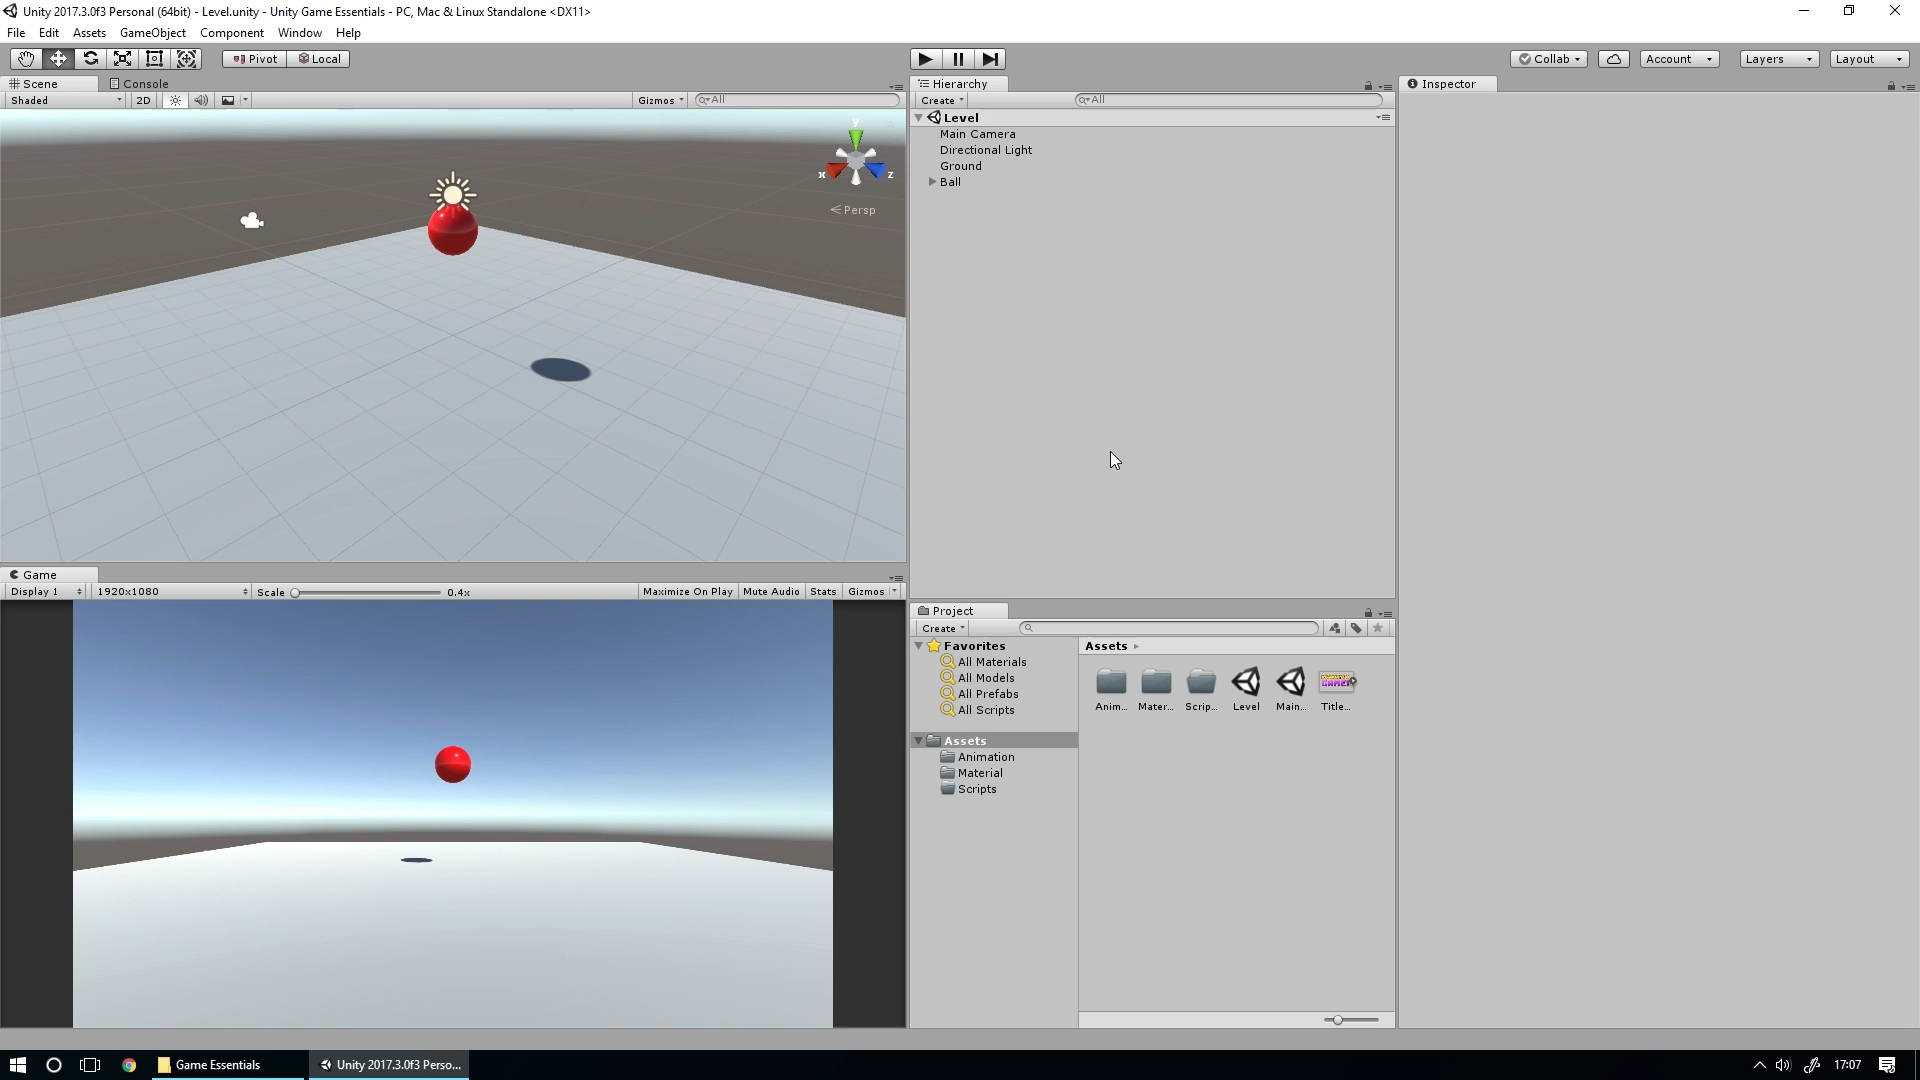 Unity 2017.3.0f3 Personal (64bit) - Level.unity - Unity Game Essentials - PC, Mac & Linux Standalone <DX11>
File Edit Assets GameObject Component Window Help
Pivot Local Collab Account Layers Layout
Scene Console
Shaded 2D Gizmos All
y
x z
Persp
Hierarchy
Create All
Level
Main Camera
Directional Light
Ground
Ball
Inspector
Game
Display 1 1920x1080 Scale 0.4x Maximize On Play Mute Audio Stats Gizmos
Project
Create
Favorites
All Materials
All Models
All Prefabs
All Scripts
Assets
Animation
Material
Scripts
Assets
Anim... Mater... Scrip... Level Main... Title...
Game Essentials
Unity 2017.3.0f3 Perso...
17:07